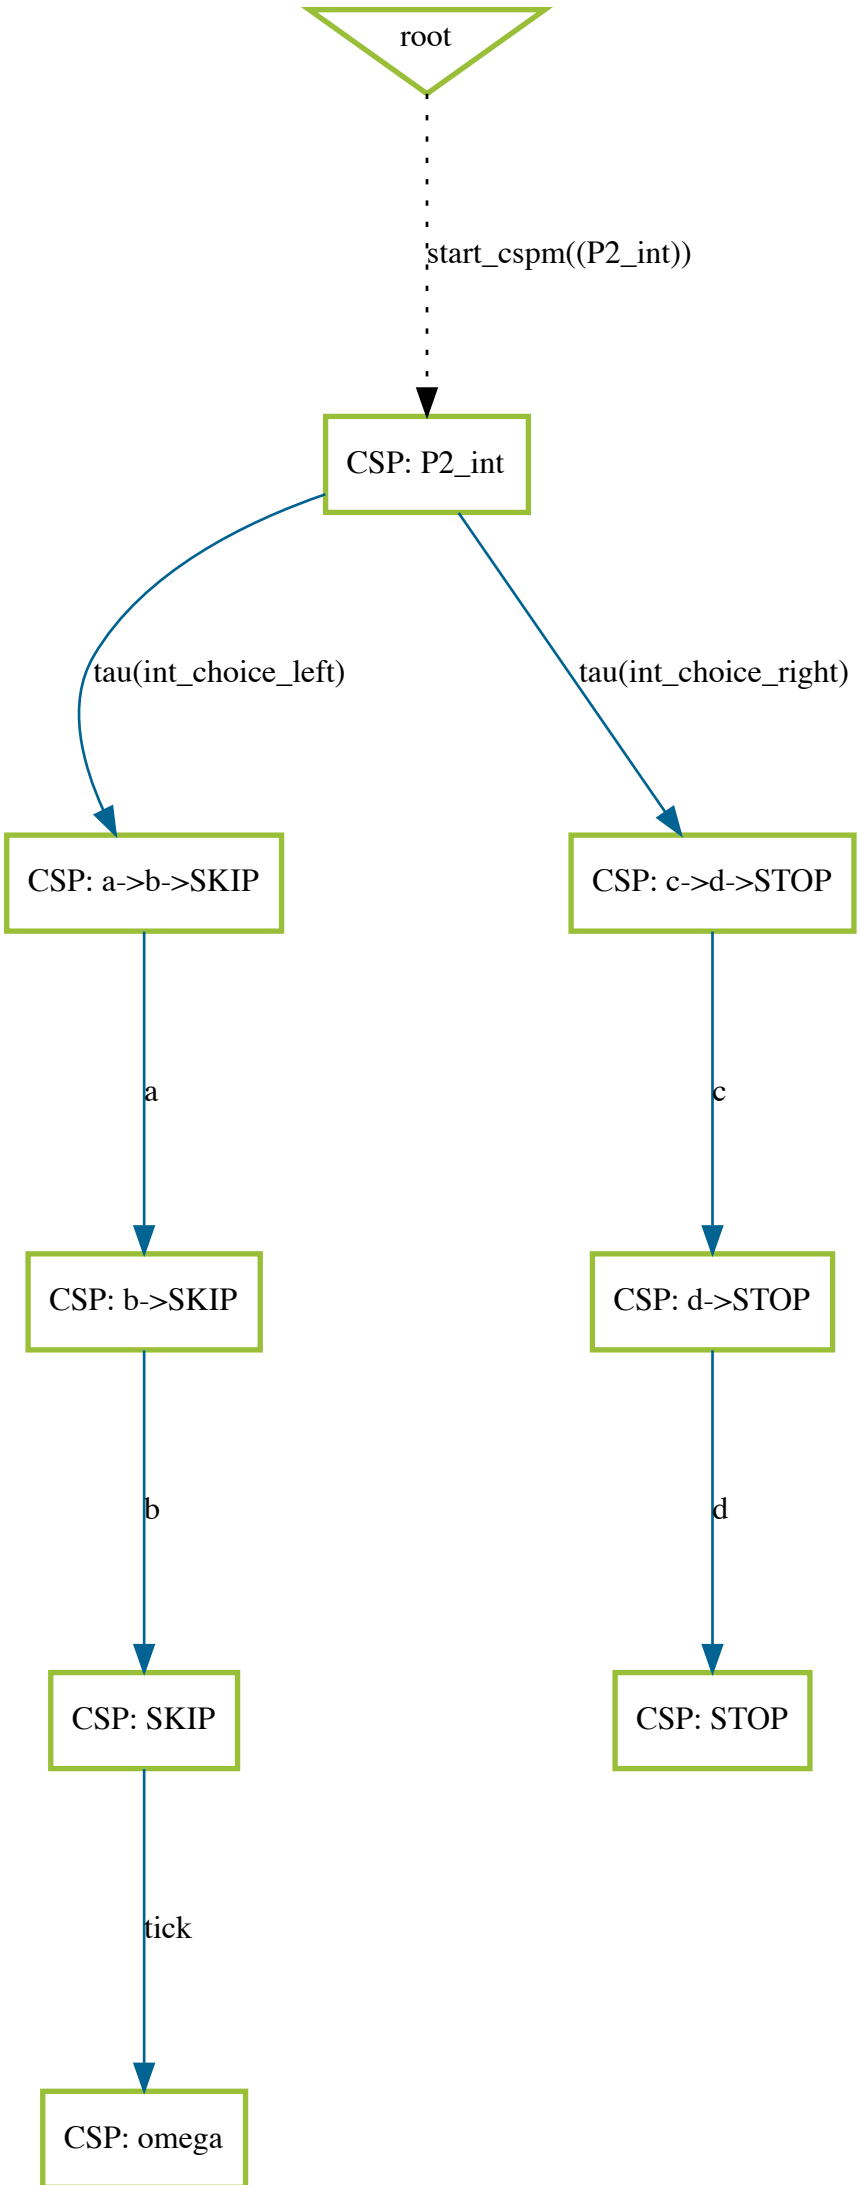 root
start_cspm((P2_int))
CSP: P2_int
tau(int_choice_left)
tau(int_choice_right)
CSP: a->b->SKIP
CSP: c->d->STOP
a
c
CSP: b->SKIP
CSP: d->STOP
b
d
CSP: SKIP
CSP: STOP
tick
CSP: omega